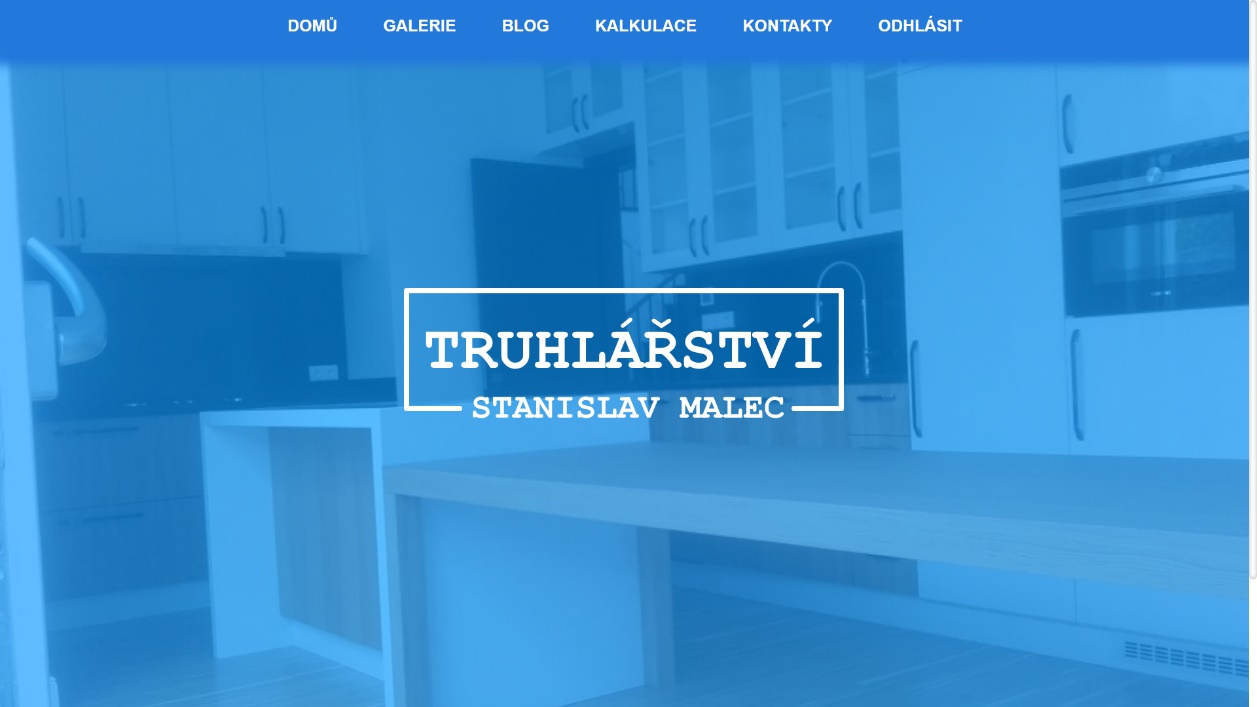 DOMŮ GALERIE BLOG KALKULACE KONTAKTY ODHLÁSIT
TRUHLÁŘSTVÍ
STANISLAV MALEC